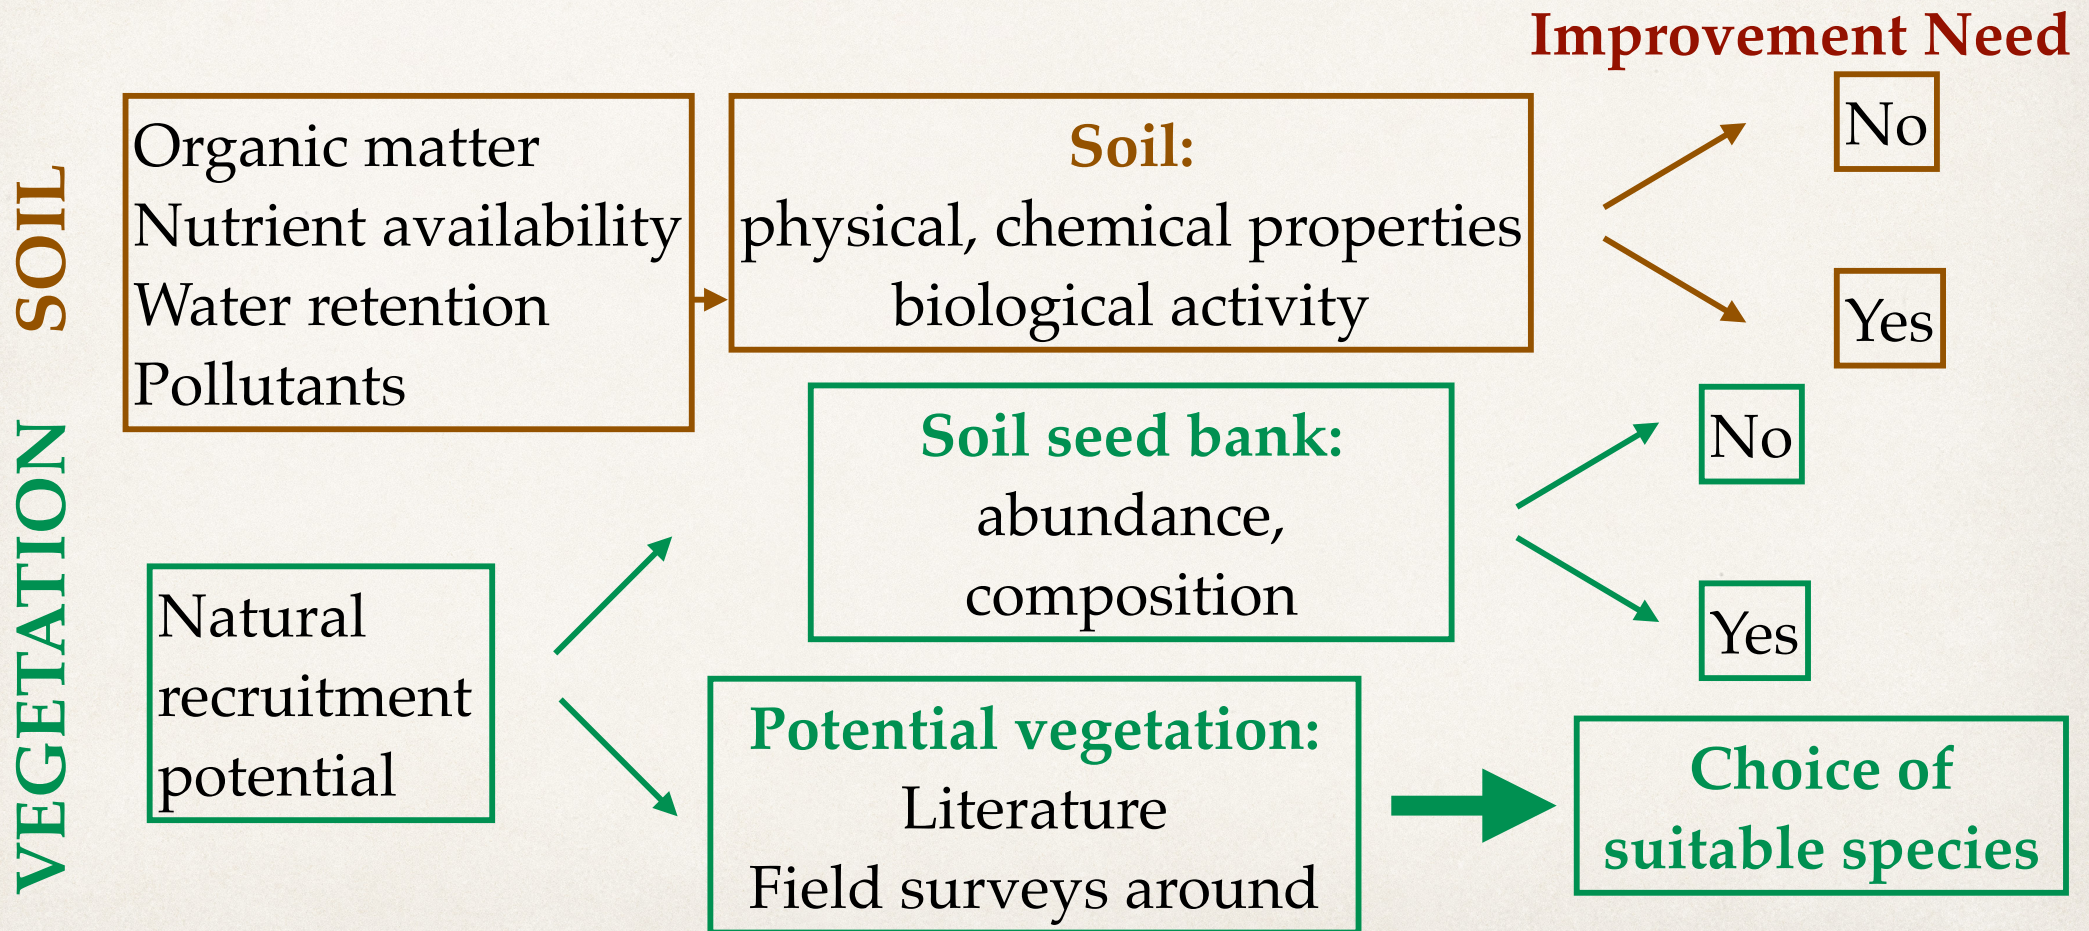 Improvement Need
SOIL
Organic matter
Nutrient availability
Water retention
Pollutants
Soil:
physical, chemical properties
biological activity
No
Yes
VEGETATION
Natural
recruitment
potential
Soil seed bank:
abundance,
composition
No
Yes
Potential vegetation:
Literature
Field surveys around
Choice of
suitable species